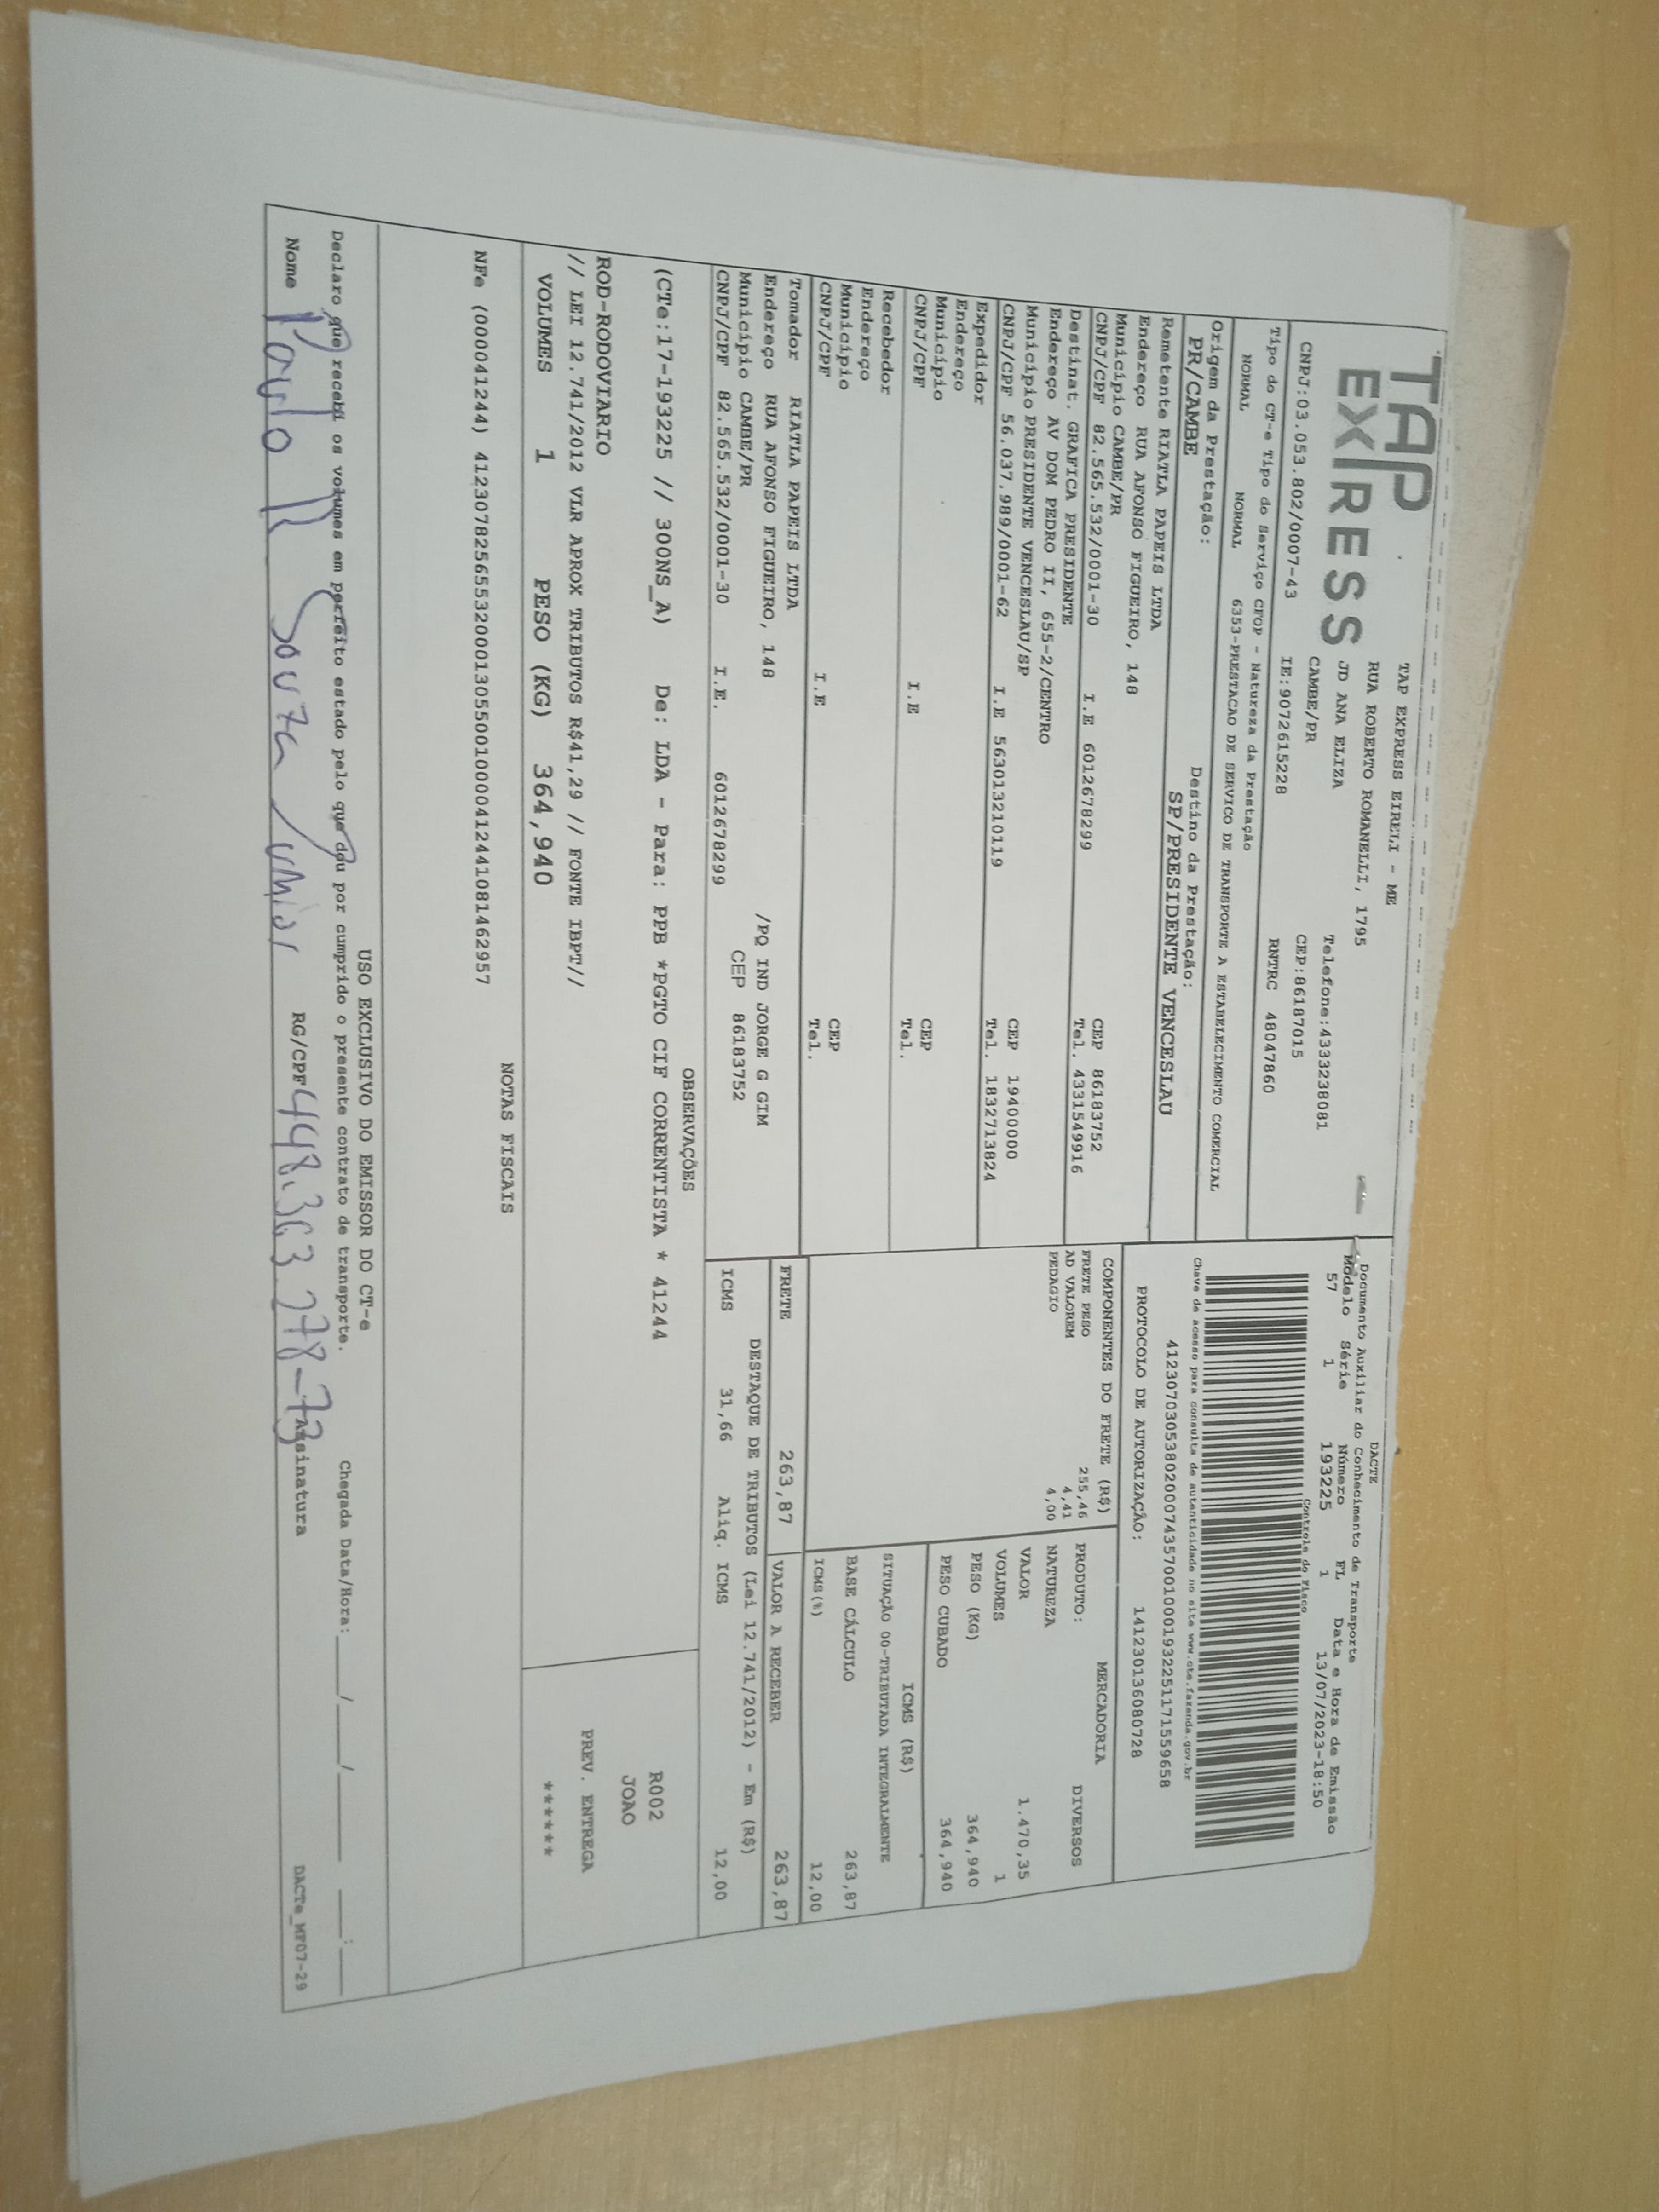 TAP EXPRESS
TAP EXPRESS EIRELI - ME
RUA ROBERTO ROMANELLI, 1795
JD ANA ELIZA Telefone:4333238081
CAMBE/PR CEP:86187015
CNPJ:03.053.802/0007-43 IE:9072615228 RNTRC 48047860
Tipo do CT-e Tipo do Serviço CFOP - Natureza da Prestação
NORMAL NORMAL 6353-PRESTACAO DE SERVICO DE TRANSPORTE A ESTABELECIMENTO COMERCIAL
Origem da Prestação: Destino da Prestação:
PR/CAMBE SP/PRESIDENTE VENCESLAU
DACTE
Documento Auxiliar do Conhecimento de Transporte
Modelo Série Número FL Data e Hora de Emissão
57 1 193225 1 13/07/2023-18:50
Controle do Fisco
Chave de acesso para consulta de autenticidade no site www.cte.fazenda.gov.br
41230703053802000743570010001932251171559658
PROTOCOLO DE AUTORIZAÇÃO: 141230136080728
Remetente RIATLA PAPEIS LTDA
Endereço RUA AFONSO FIGUEIRO, 148
Município CAMBE/PR CEP 86183752
CNPJ/CPF 82.565.532/0001-30 I.E 6012678299 Tel. 4331549916
Destinat. GRAFICA PRESIDENTE
Endereço AV DOM PEDRO II, 655-2/CENTRO
Município PRESIDENTE VENCESLAU/SP CEP 19400000
CNPJ/CPF 56.037.989/0001-62 I.E 563013210119 Tel. 1832713824
Expedidor
Endereço
Município CEP
CNPJ/CPF I.E Tel.
Recebedor
Endereço
Município CEP
CNPJ/CPF I.E Tel.
Tomador RIATLA PAPEIS LTDA
Endereço RUA AFONSO FIGUEIRO, 148 /PQ IND JORGE G GIM
Município CAMBE/PR CEP 86183752
CNPJ/CPF 82.565.532/0001-30 I.E. 6012678299
COMPONENTES DO FRETE (R$)
FRETE PESO 255,46
AD VALOREM 4,41
PEDAGIO 4,00
MERCADORIA
PRODUTO: DIVERSOS
NATUREZA
VALOR 1.470,35
VOLUMES 1
PESO (KG) 364,940
PESO CUBADO 364,940
ICMS (R$)
SITUAÇÃO 00-TRIBUTADA INTEGRALMENTE
BASE CÁLCULO 263,87
ICMS(%) 12,00
FRETE 263,87 VALOR A RECEBER 263,87
DESTAQUE DE TRIBUTOS (Lei 12.741/2012) - Em (R$)
ICMS 31,66 Aliq. ICMS 12,00
OBSERVAÇÕES
(CTe:17-193225 // 300NS_A) De: LDA - Para: PPB *PGTO CIF CORRENTISTA * 41244
R002
JOAO
ROD-RODOVIARIO
// LEI 12.741/2012 VLR APROX TRIBUTOS R$41,29 // FONTE IBPT//
PREV. ENTREGA
VOLUMES 1 PESO (KG) 364,940 ******
NOTAS FISCAIS
NFe (000041244) 41230782565532000130550010000412441081462957
USO EXCLUSIVO DO EMISSOR DO CT-e
Declaro que recebi os volumes em perfeito estado pelo que dou por cumprido o presente contrato de transporte. Chegada Data/Hora:____/____/______ ___:___
Nome Paulo R Souza Junior RG/CPF 448.363.278-73 Assinatura DACTe_MF07-29